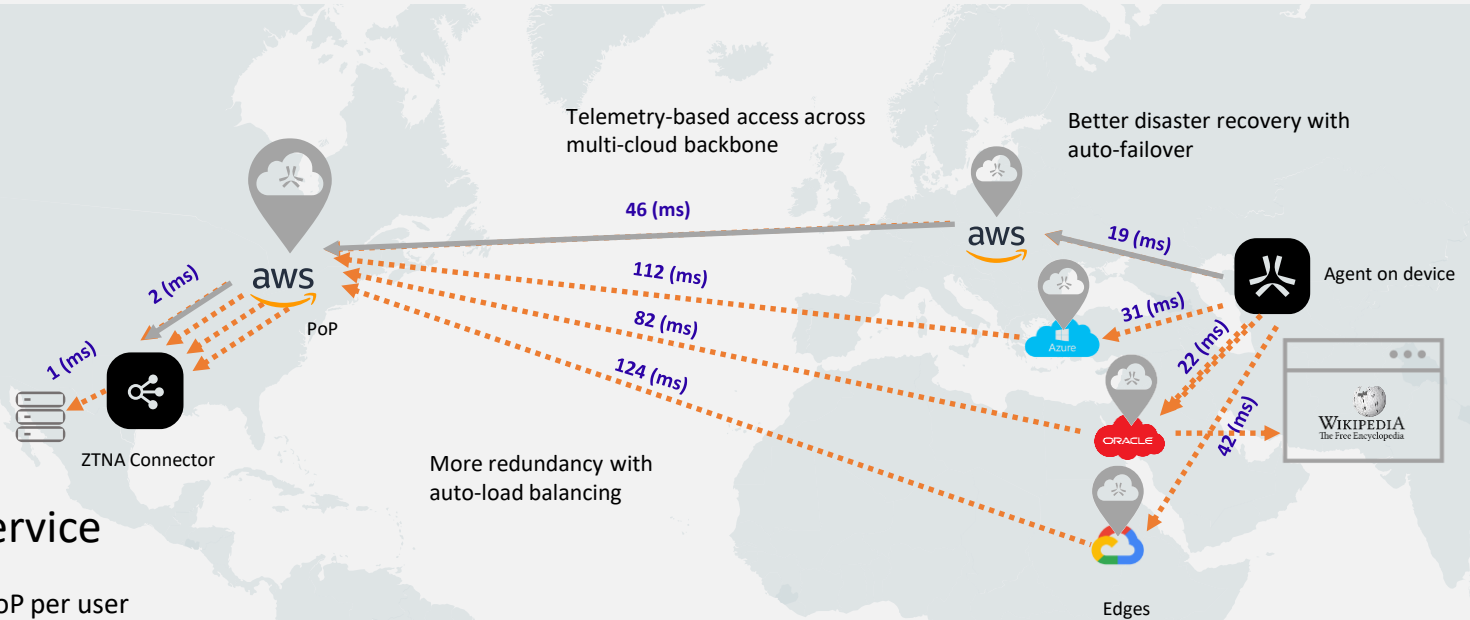 Telemetry-based access across
multi-cloud backbone
Better disaster recovery with
auto-failover
46 (ms)
aws
19 (ms)
Agent on device
aws
PoP
2 (ms)
112 (ms)
31 (ms)
Azure
82 (ms)
22 (ms)
1 (ms)
124 (ms)
WIKIPEDIA
The Free Encyclopedia
ORACLE
42 (ms)
ZTNA Connector
More redundancy with
auto-load balancing
ervice
oP per user
Edges